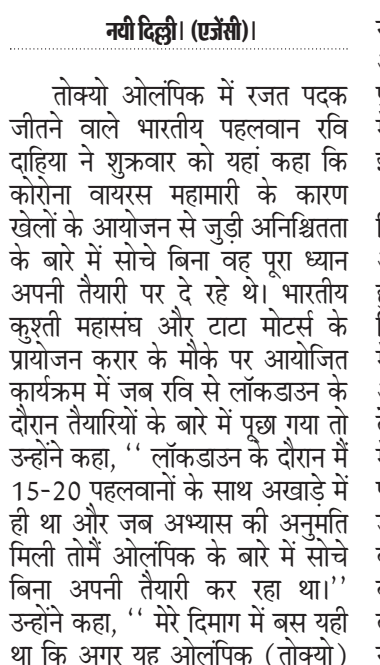 नयी दिल्ली। (एजेंसी)।
तोक्यो ओलंपिक में रजत पदक
जीतने वाले भारतीय पहलवान रवि
दाहिया ने शुक्रवार को यहां कहा कि
कोरोना वायरस महामारी के कारण
खेलों के आयोजन से जुड़ी अनिश्चितता
के बारे में सोचे बिना वह पूरा ध्यान
अपनी तैयारी पर दे रहे थे। भारतीय
कुश्ती महासंघ और टाटा मोटर्स के
प्रायोजन करार के मौके पर आयोजित
कार्यक्रम में जब रवि से लॉकडाउन के
दौरान तैयारियों के बारे में पूछा गया तो
उन्होंने कहा, ‘‘ लॉकडाउन के दौरान मैं
15-20 पहलवानों के साथ अखाड़े में
ही था और जब अभ्यास की अनुमति
मिली तोमैं ओलंपिक के बारे में सोचे
बिना अपनी तैयारी कर रहा था।’’
उन्होंने कहा, ‘‘ मेरे दिमाग में बस यही
था कि अगर यह ओलंपिक (तोक्यो)